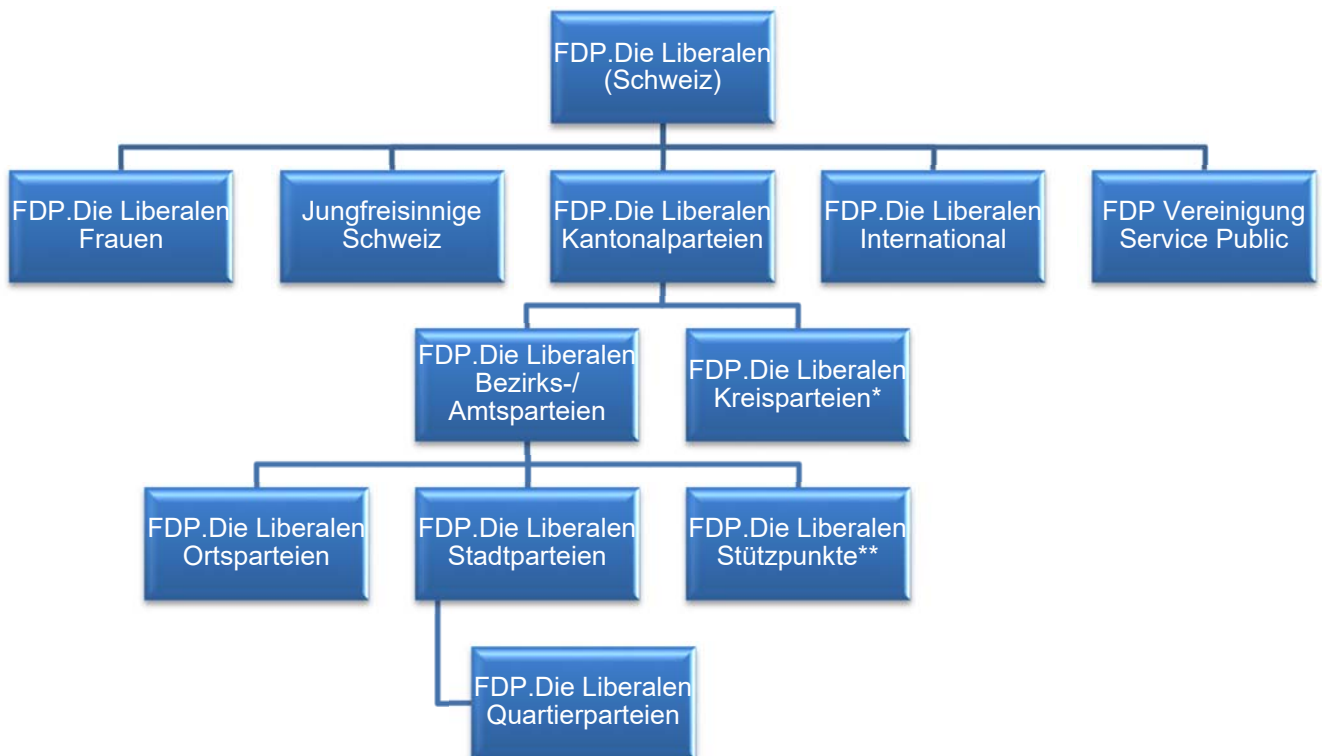 FDP.Die Liberalen
(Schweiz)
FDP.Die Liberalen
Frauen
Jungfreisinnige
Schweiz
FDP.Die Liberalen
Kantonalparteien
FDP.Die Liberalen
International
FDP Vereinigung
Service Public
FDP.Die Liberalen
Bezirks-/
Amtsparteien
FDP.Die Liberalen
Kreisparteien*
FDP.Die Liberalen
Ortsparteien
FDP.Die Liberalen
Stadtparteien
FDP.Die Liberalen
Stützpunkte**
FDP.Die Liberalen
Quartierparteien